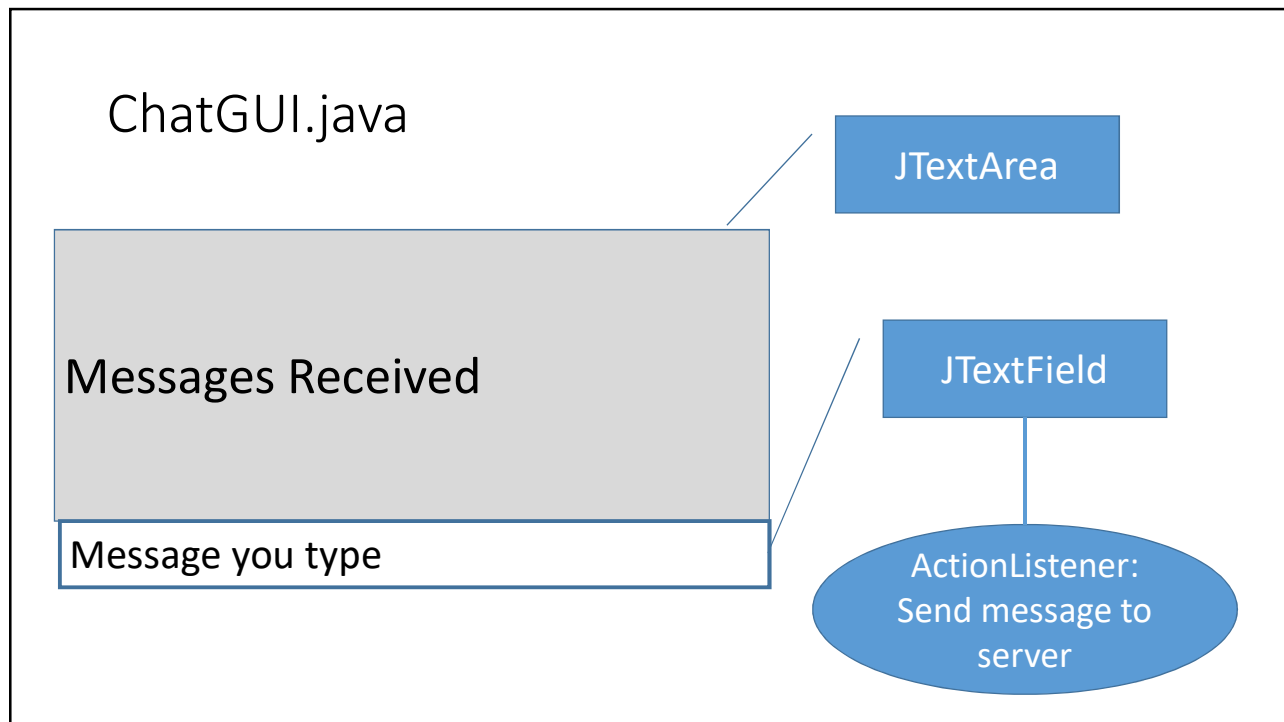 ChatGUI.java
JTextArea
Messages Received
JTextField
Message you type
ActionListener:
Send message to
server